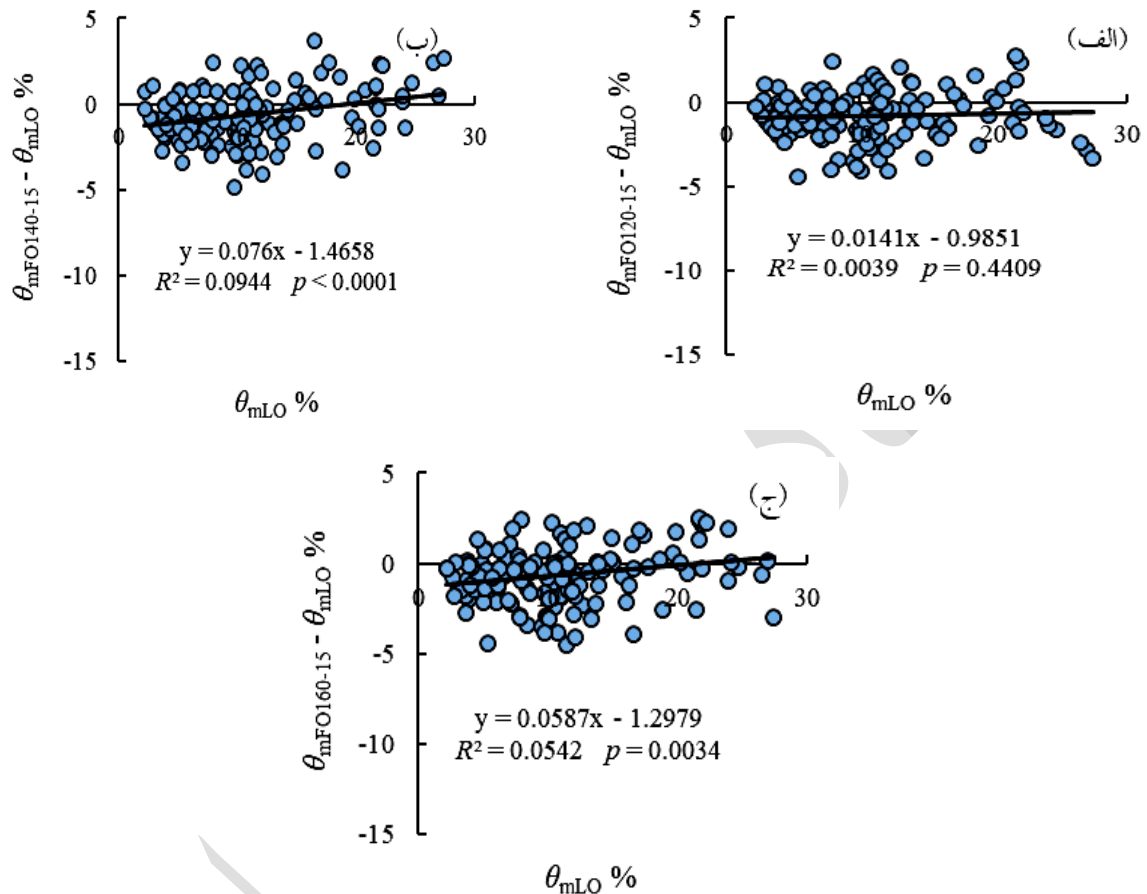 (الف)
5
0
-5
-10
-15
0
10
20
30
θmFO120-15 - θmLO %
y = 0.0141x - 0.9851
R² = 0.0039 p = 0.4409
θmLO %
(ب)
5
0
-5
-10
-15
0
10
20
30
θmFO140-15 - θmLO %
y = 0.076x - 1.4658
R² = 0.0944 p < 0.0001
θmLO %
(ج)
5
0
-5
-10
-15
0
10
20
30
θmFO160-15 - θmLO %
y = 0.0587x - 1.2979
R² = 0.0542 p = 0.0034
θmLO %